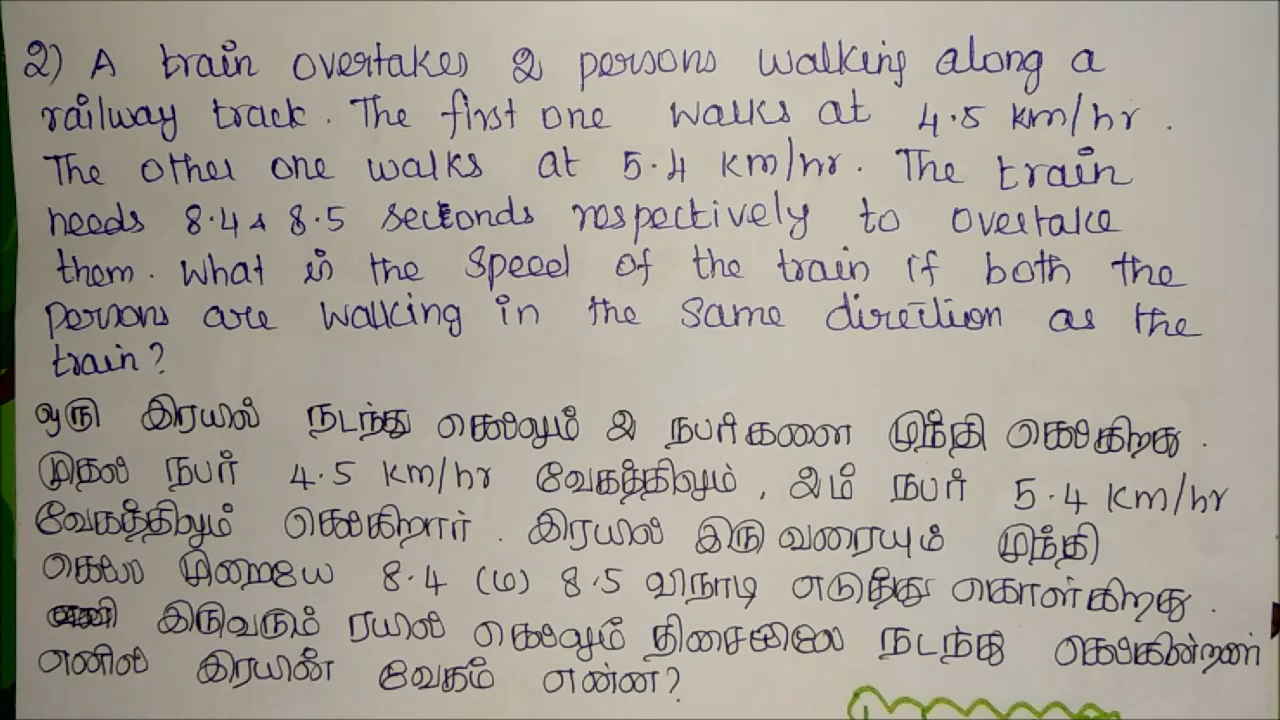 2) A train overtakes 2 persons walking along a
railway track. The first one walks at 4.5 km/hr.
The other one walks at 5.4 km/hr. The train
needs 8.4 & 8.5 seconds respectively to overtake
them. What is the speed of the train if both the
persons are walking in the same direction as the
train?
ஒரு இரயில் நடந்து செல்லும் 2 நபர்களை முந்தி செல்கிறது.
முதல் நபர் 4.5 km/hr வேகத்திலும், 2ம் நபர் 5.4 km/hr
வேகத்திலும் செல்கிறார். இரயில் இருவரையும் முந்தி
செல்ல முறையே 8.4 (ம) 8.5 விநாடி எடுத்து கொள்கிறது.
இருவரும் ரயில் செல்லும் திசையிலே நடந்து செல்கின்றனர்
எனில் இரயின் வேகம் என்ன?